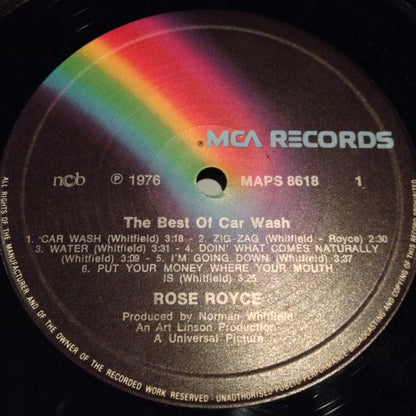 ® MCA RECORDS
ncb ℗ 1976 MAPS 8618 1
The Best Of Car Wash
1. 'CAR WASH (Whitfield) 3:18 - 2. ZIG-ZAG (Whitfield - Royce) 2:30
3. WATER (Whitfield) 3:31 - 4. DOIN' WHAT COMES NATURALLY
(Whitfield) 3:09 - 5. I'M GOING DOWN (Whitfield) 3:37
6. PUT YOUR MONEY WHERE YOUR MOUTH
IS (Whitfield) 3:25
ROSE ROYCE
Produced by Norman Whitfield
An Art Linson Production
A Universal Picture
ALL RIGHTS OF THE MANUFACTURER AND OF THE OWNER OF THE RECORDED WORK RESERVED - UNAUTHORISED PUBLIC PERFORMANCE, BROADCASTING AND COPYING OF THIS